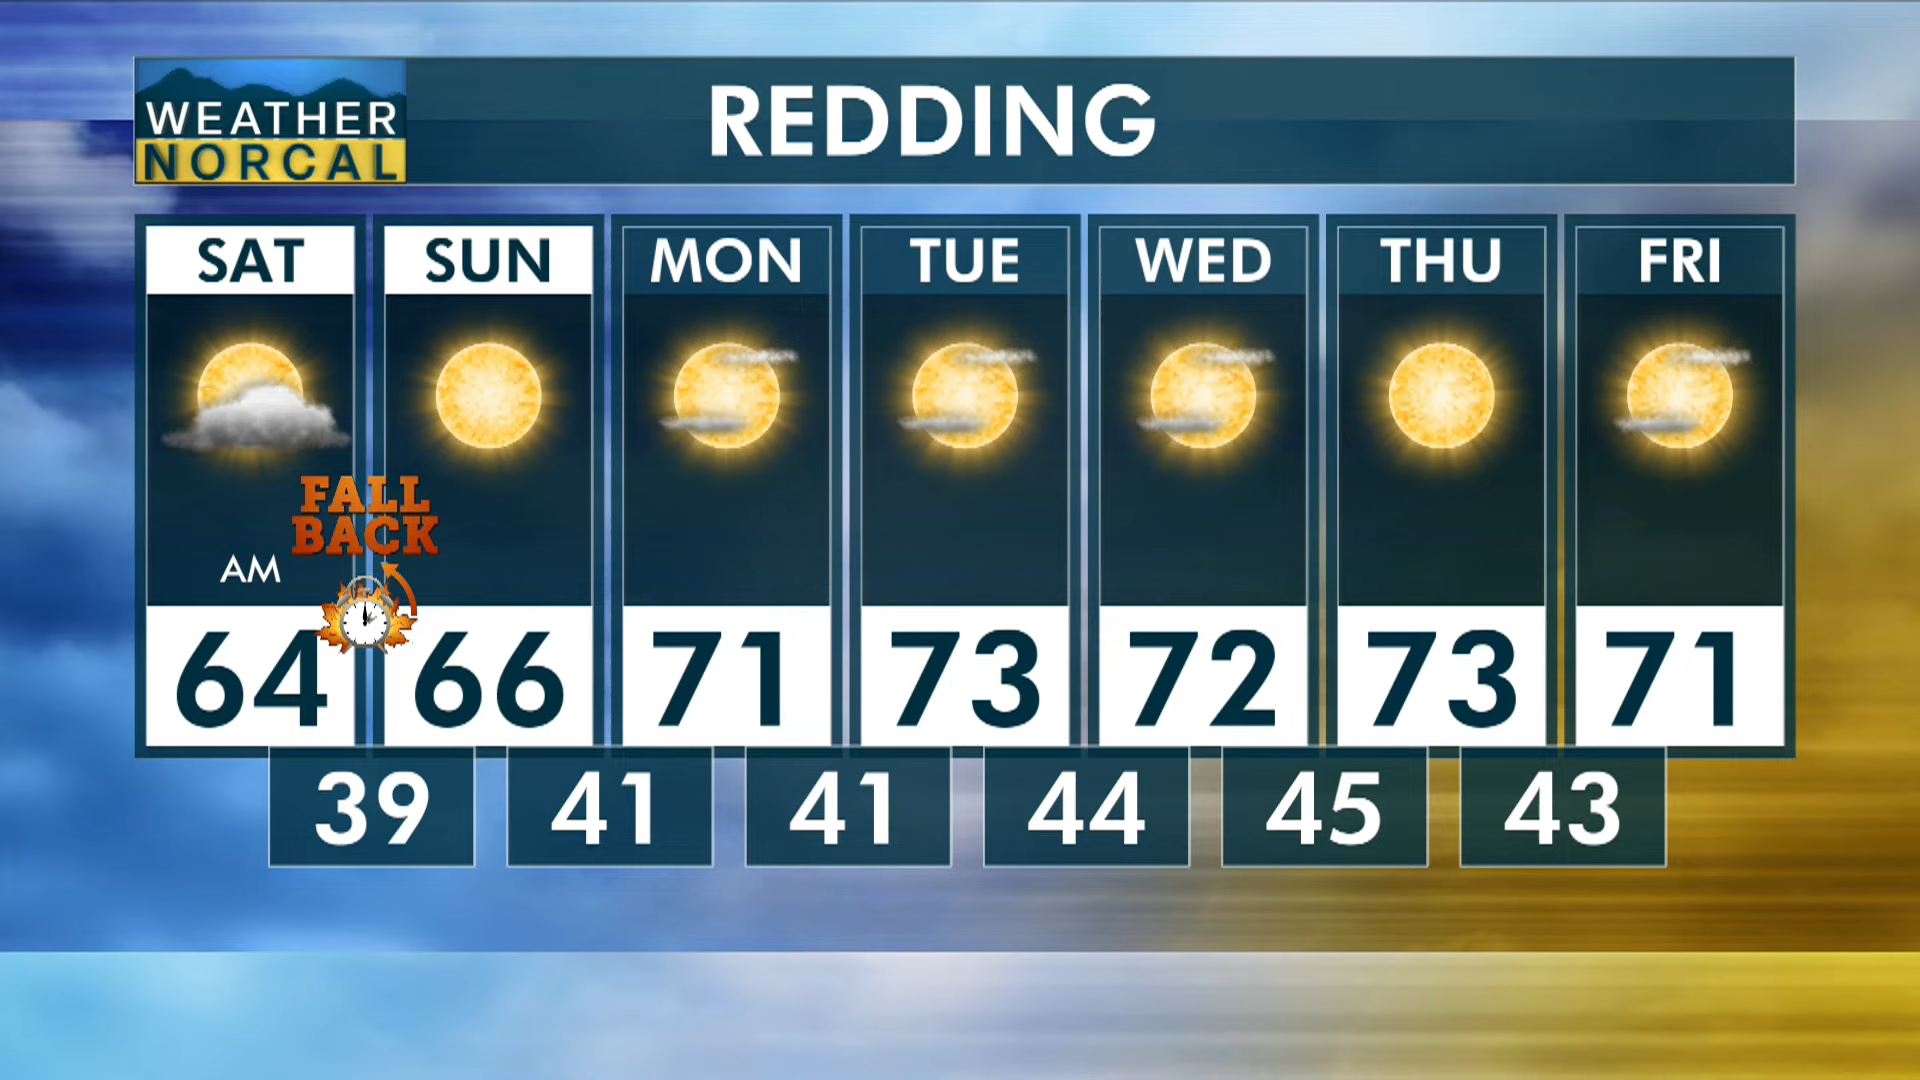 WEATHER
NORCAL
REDDING
SAT SUN MON TUE WED THU FRI
FALL
BACK
AM
64 66 71 73 72 73 71
39 41 41 44 45 43